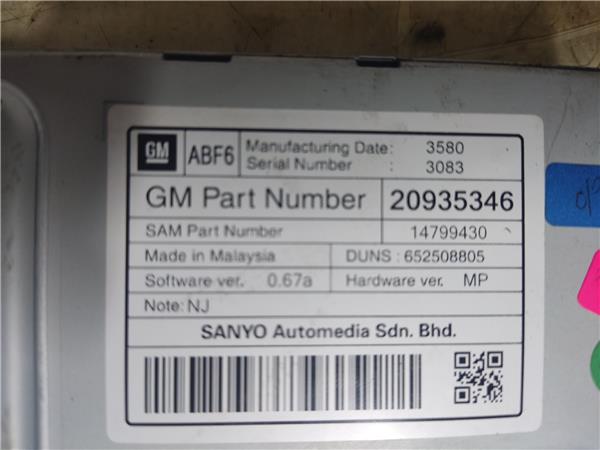 GM
ABF6
Manufacturing Date: 3580
Serial Number : 3083
GM Part Number 20935346
SAM Part Number 14799430
Made in Malaysia DUNS : 652508805
Software ver. 0.67a Hardware ver. MP
Note: NJ
SANYO Automedia Sdn. Bhd.